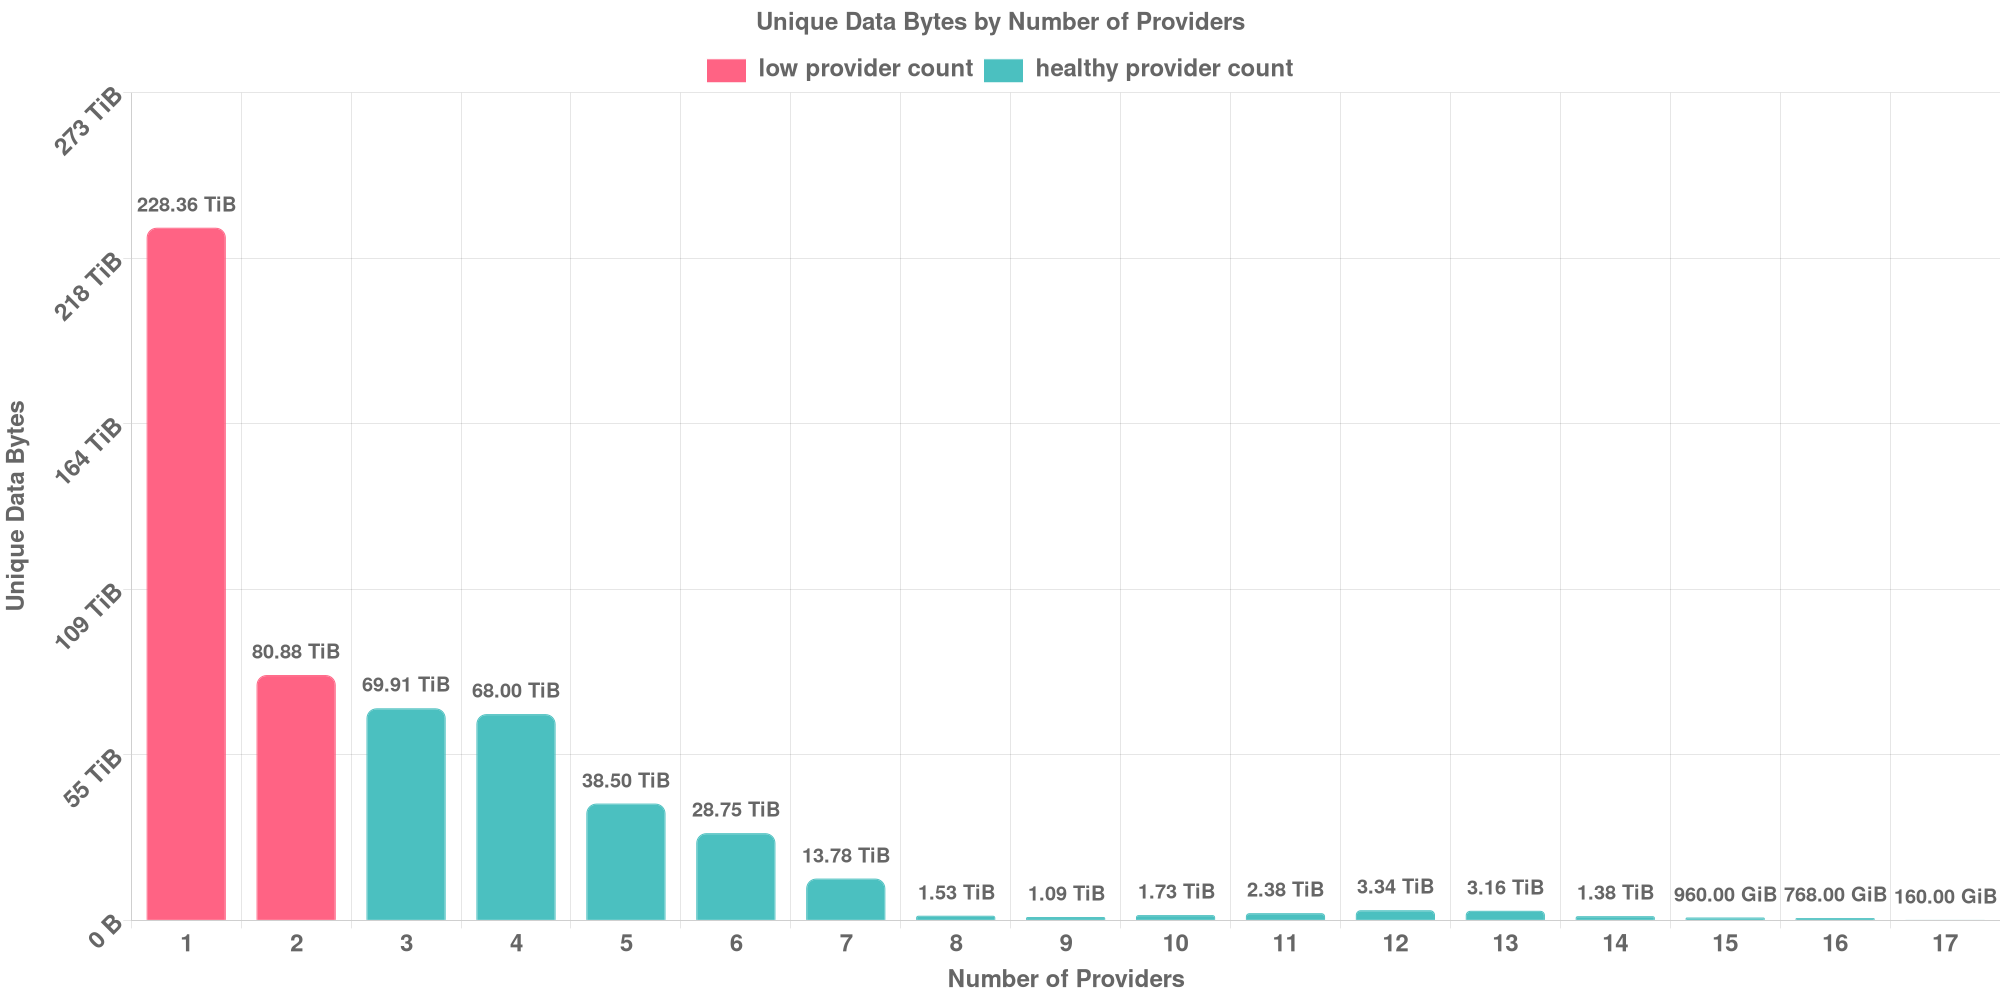 Unique Data Bytes by Number of Providers
low provider count healthy provider count
273 TiB
218 TiB
164 TiB
109 TiB
55 TiB
0 B
Unique Data Bytes
228.36 TiB
80.88 TiB
69.91 TiB
68.00 TiB
38.50 TiB
28.75 TiB
13.78 TiB
1.53 TiB
1.09 TiB
1.73 TiB
2.38 TiB
3.34 TiB
3.16 TiB
1.38 TiB
960.00 GiB
768.00 GiB
160.00 GiB
1 2 3 4 5 6 7 8 9 10 11 12 13 14 15 16 17
Number of Providers